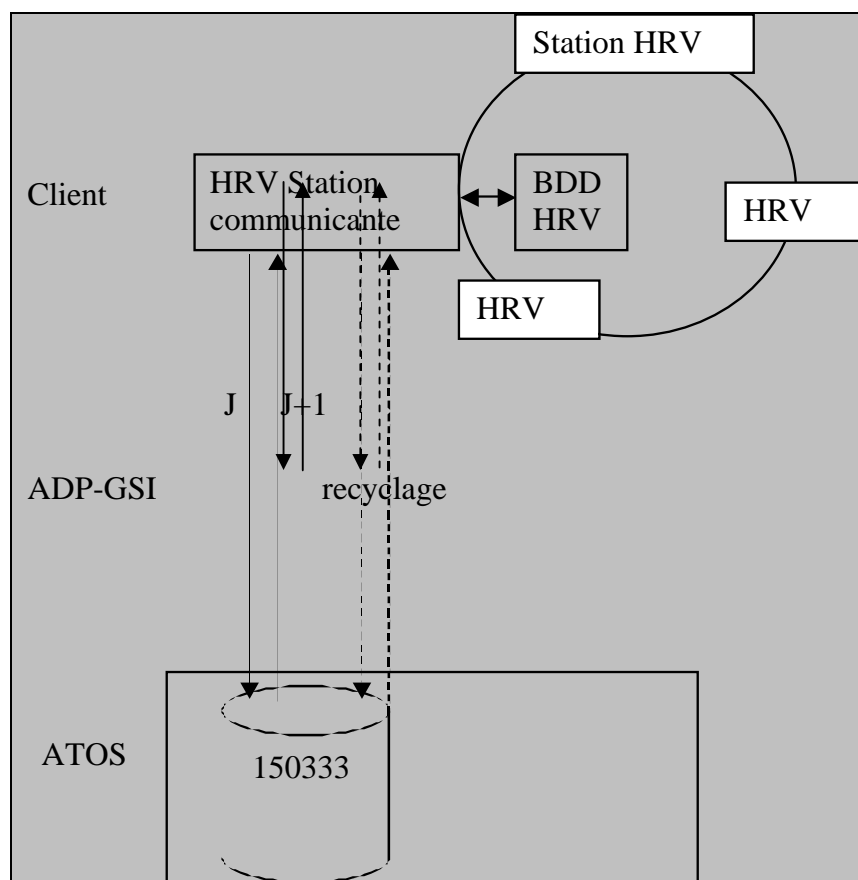 Station HRV
Client
HRV Station
communicante
BDD
HRV
HRV
HRV
J
J+1
ADP-GSI
recyclage
ATOS
150333